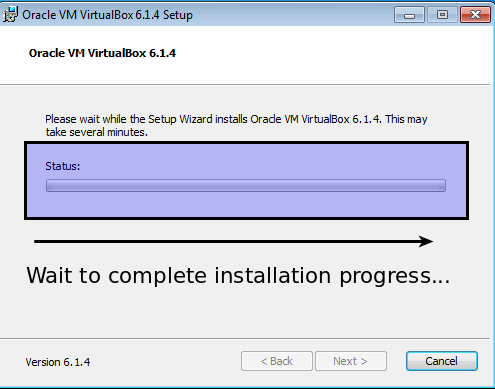 Oracle VM VirtualBox 6.1.4 Setup
Oracle VM VirtualBox 6.1.4
Please wait while the Setup Wizard installs Oracle VM VirtualBox 6.1.4. This may
take several minutes.
Status:
Wait to complete installation progress...
Version 6.1.4
< Back
Next >
Cancel